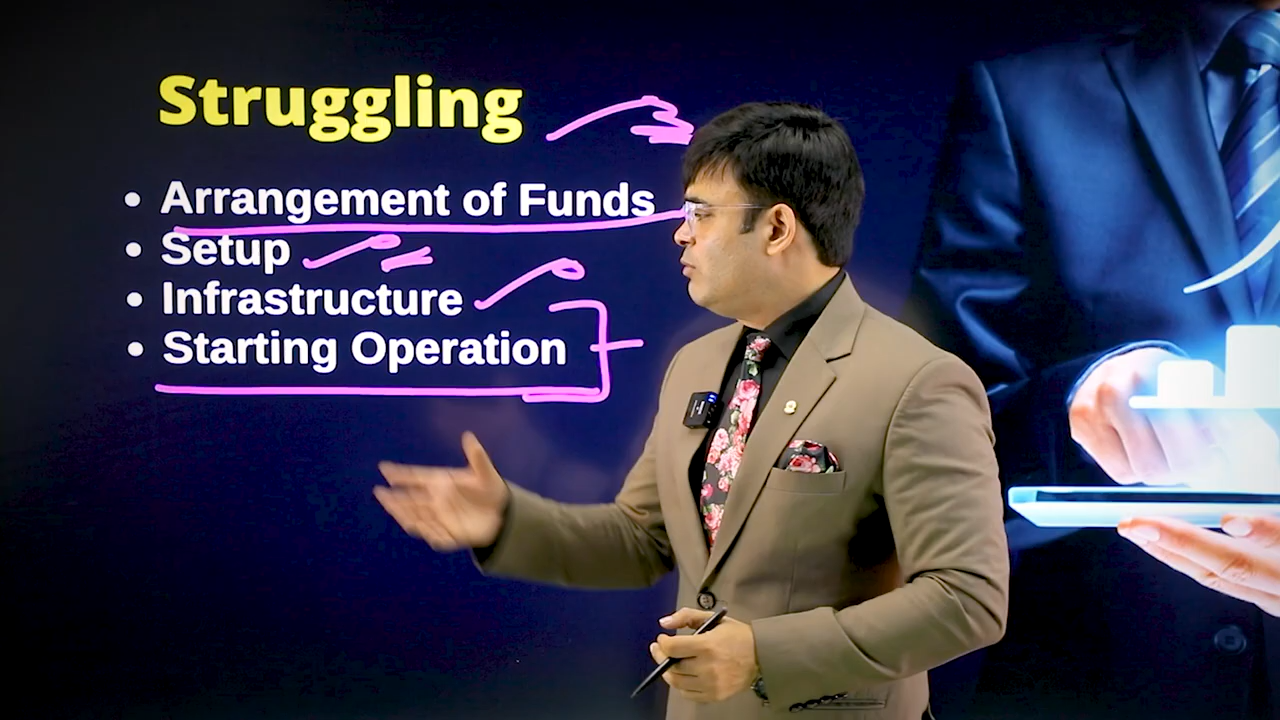 Struggling
• Arrangement of Funds
• Setup
• Infrastructure
• Starting Operation